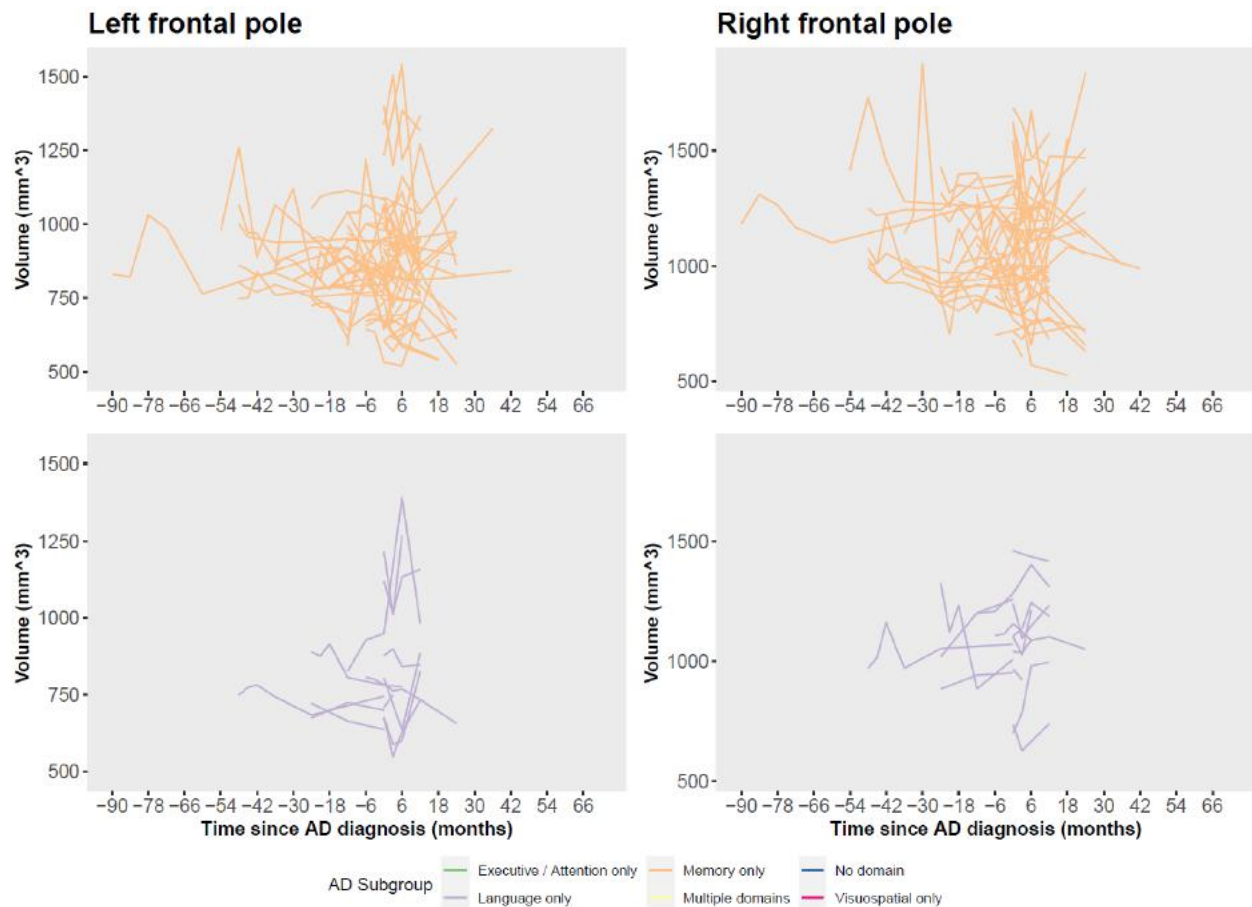 Left frontal pole
Right frontal pole
Volume (mm^3)
1500
1250
1000
750
500
−90 −78 −66 −54 −42 −30 −18 −6 6 18 30 42 54 66
Volume (mm^3)
1500
1000
500
−90 −78 −66 −54 −42 −30 −18 −6 6 18 30 42 54 66
Volume (mm^3)
1500
1250
1000
750
500
−90 −78 −66 −54 −42 −30 −18 −6 6 18 30 42 54 66
Time since AD diagnosis (months)
Volume (mm^3)
1500
1000
500
−90 −78 −66 −54 −42 −30 −18 −6 6 18 30 42 54 66
Time since AD diagnosis (months)
AD Subgroup
Executive / Attention only
Memory only
No domain
Language only
Multiple domains
Visuospatial only